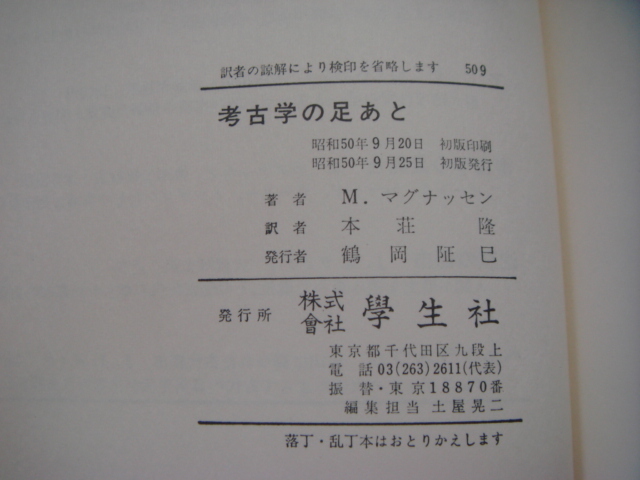 訳者の諒解により検印を省略します 509
考古学の足あと
昭和50年9月20日 初版印刷
昭和50年9月25日 初版発行
著者 M.マグナッセン
訳者 本荘隆
発行者 鶴岡阷巳
発行所 株式會社 學生社
東京都千代田区九段上
電話03(263)2611(代表)
振替・東京18870番
編集担当 土屋晃二
落丁・乱丁本はおとりかえします